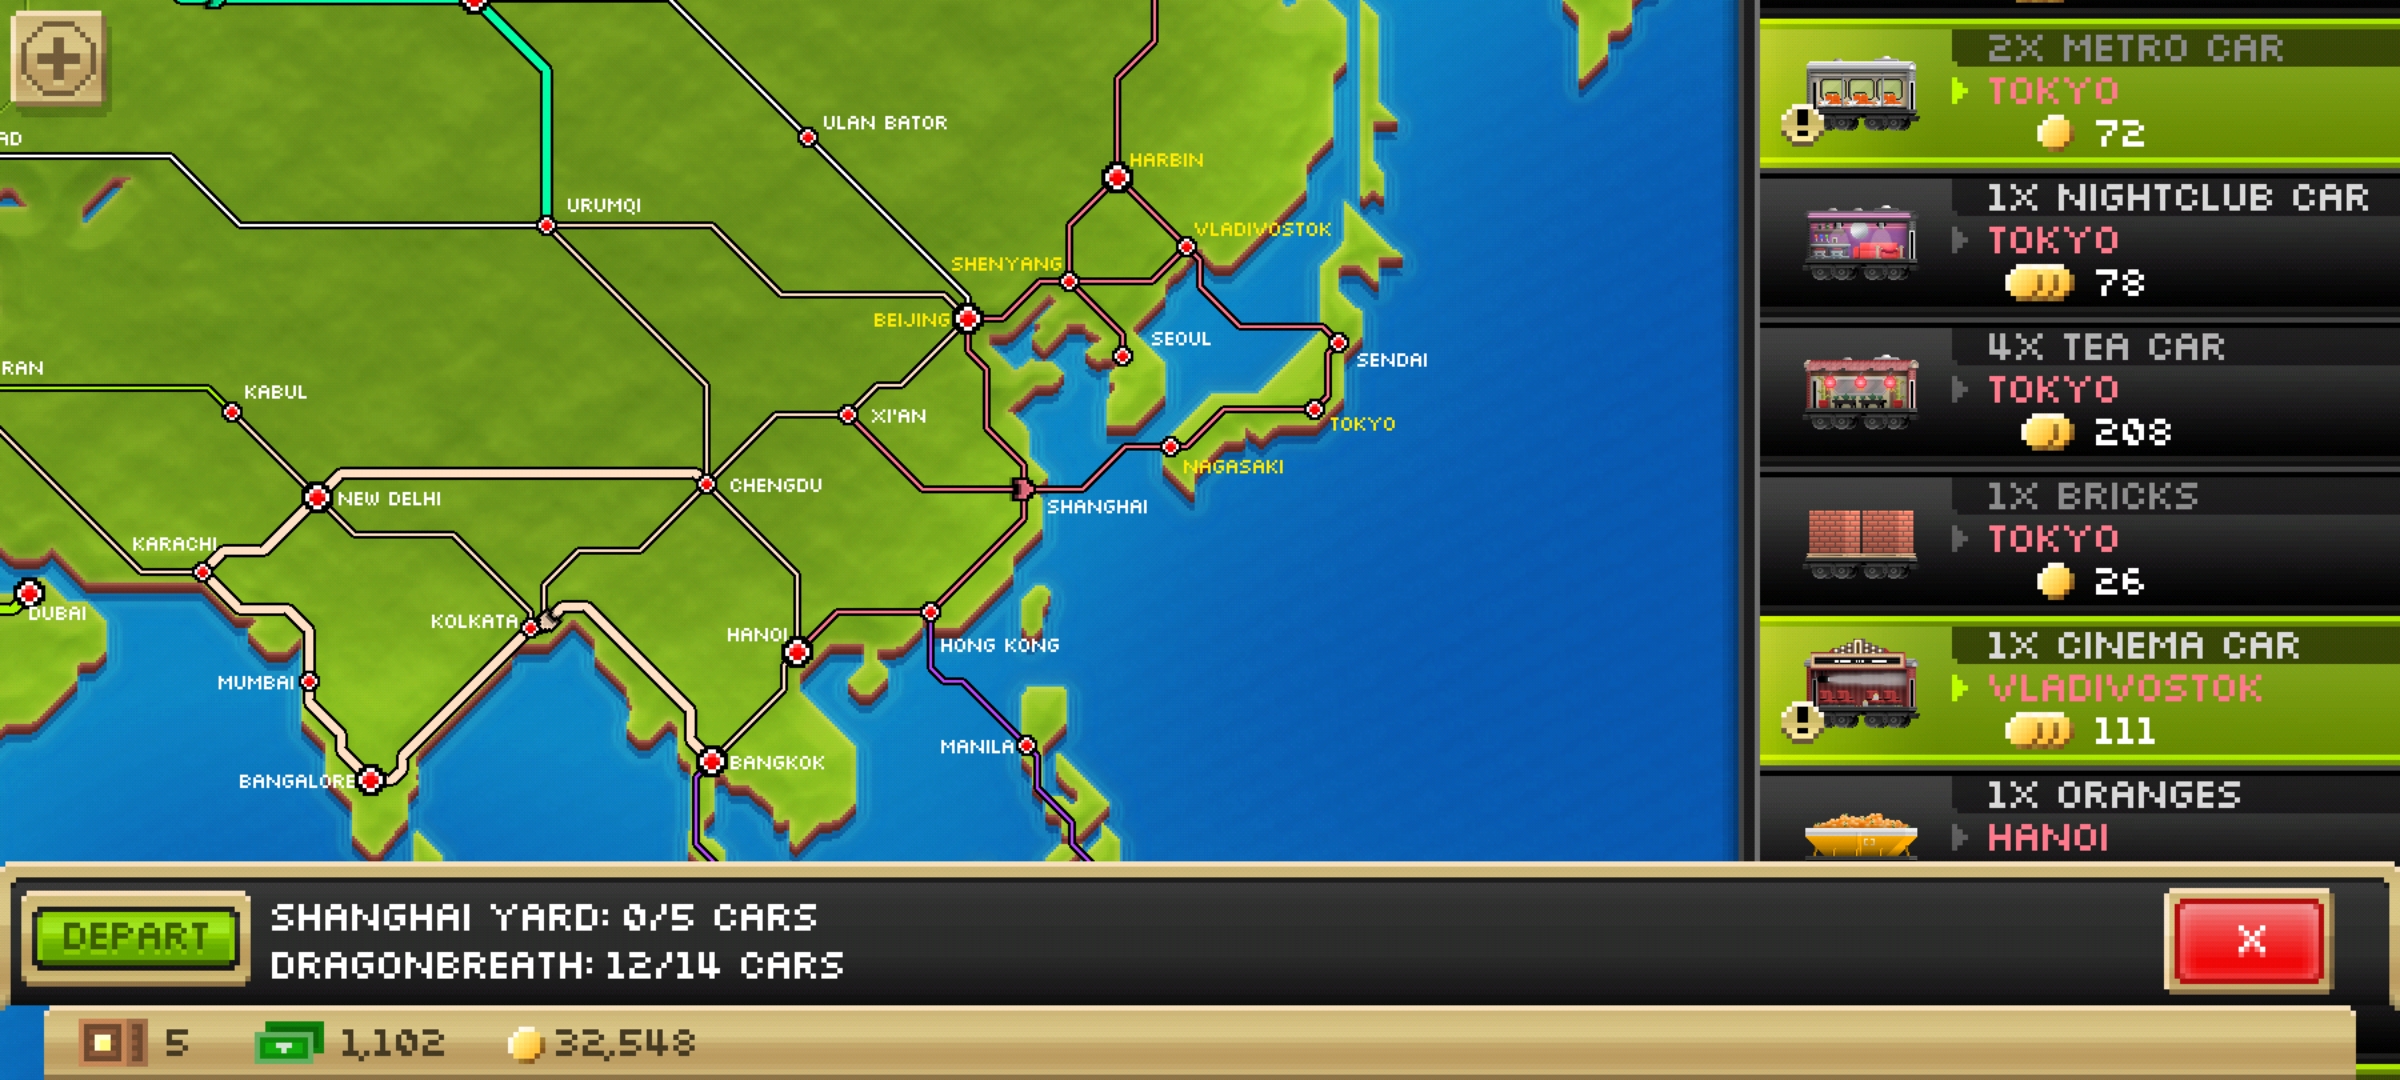 2X METRO CAR
TOKYO
72
1X NIGHTCLUB CAR
TOKYO
78
4X TEA CAR
TOKYO
208
1X BRICKS
TOKYO
26
1X CINEMA CAR
VLADIVOSTOK
111
1X ORANGES
HANOI
AD
ULAN BATOR
HARBIN
URUMQI
VLADIVOSTOK
SHENYANG
BEIJING
SEOUL
SENDAI
RAN
KABUL
XI'AN
TOKYO
NAGASAKI
NEW DELHI
CHENGDU
SHANGHAI
KARACHI
DUBAI
KOLKATA
HANOI
HONG KONG
MUMBAI
MANILA
BANGALORE
BANGKOK
DEPART
SHANGHAI YARD: 0/5 CARS
DRAGONBREATH: 12/14 CARS
X
5
1,102
32,548